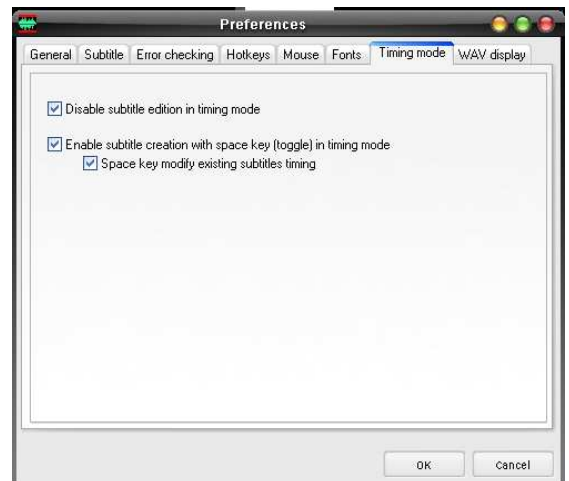 Preferences
General Subtitle Error checking Hotkeys Mouse Fonts Timing mode WAV display
Disable subtitle edition in timing mode
Enable subtitle creation with space key (toggle) in timing mode
Space key modify existing subtitles timing
OK Cancel